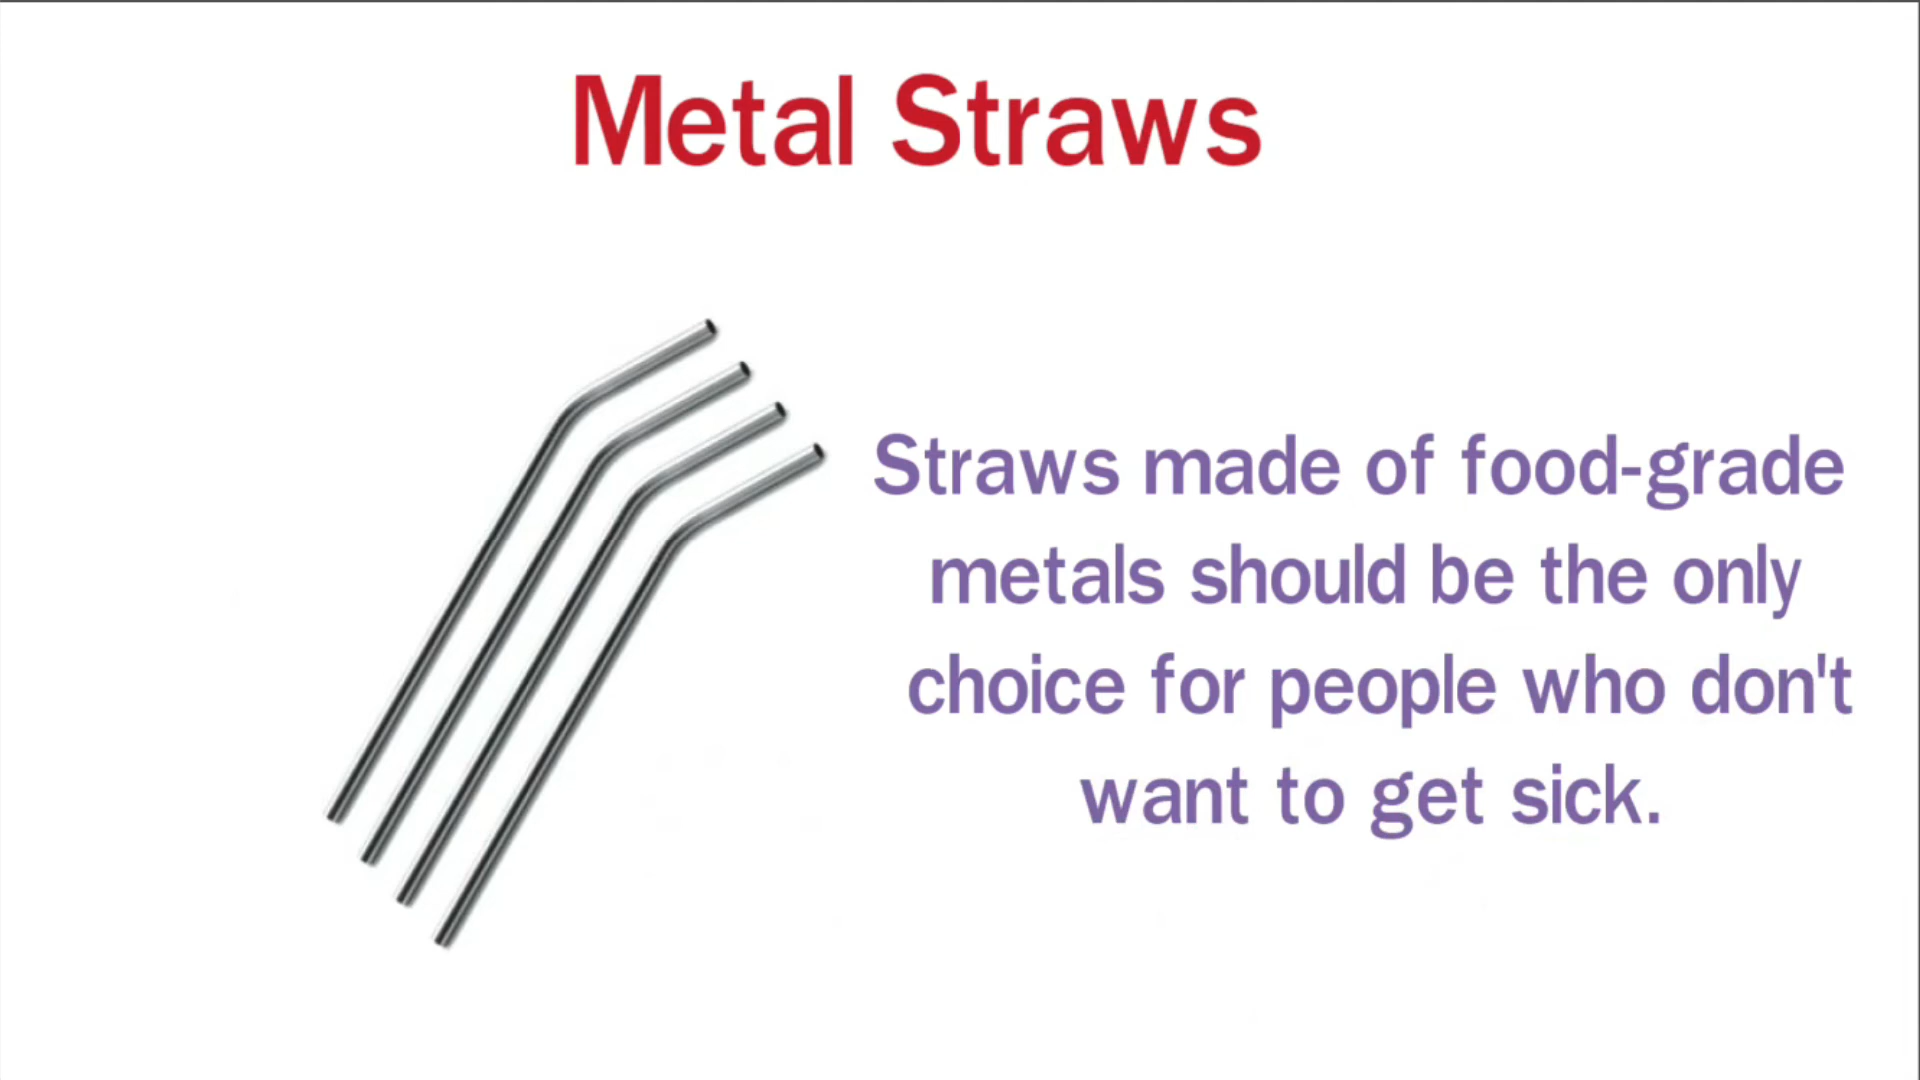 Metal Straws
Straws made of food-grade
metals should be the only
choice for people who don't
want to get sick.